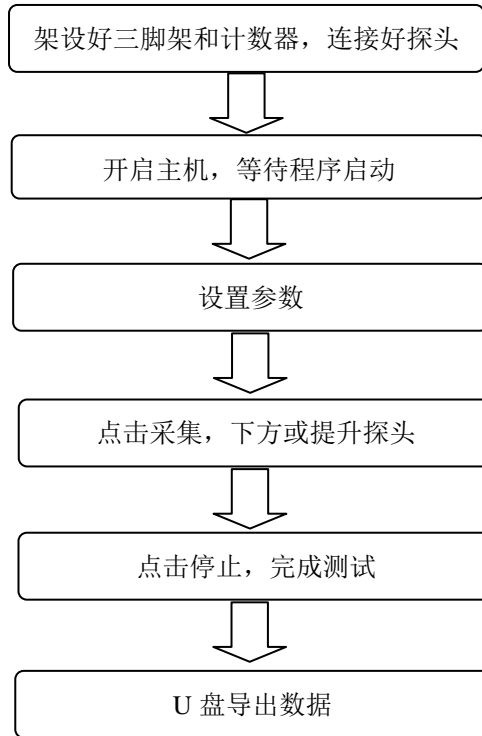 架设好三脚架和计数器，连接好探头
开启主机，等待程序启动
设置参数
点击采集，下方或提升探头
点击停止，完成测试
U 盘导出数据